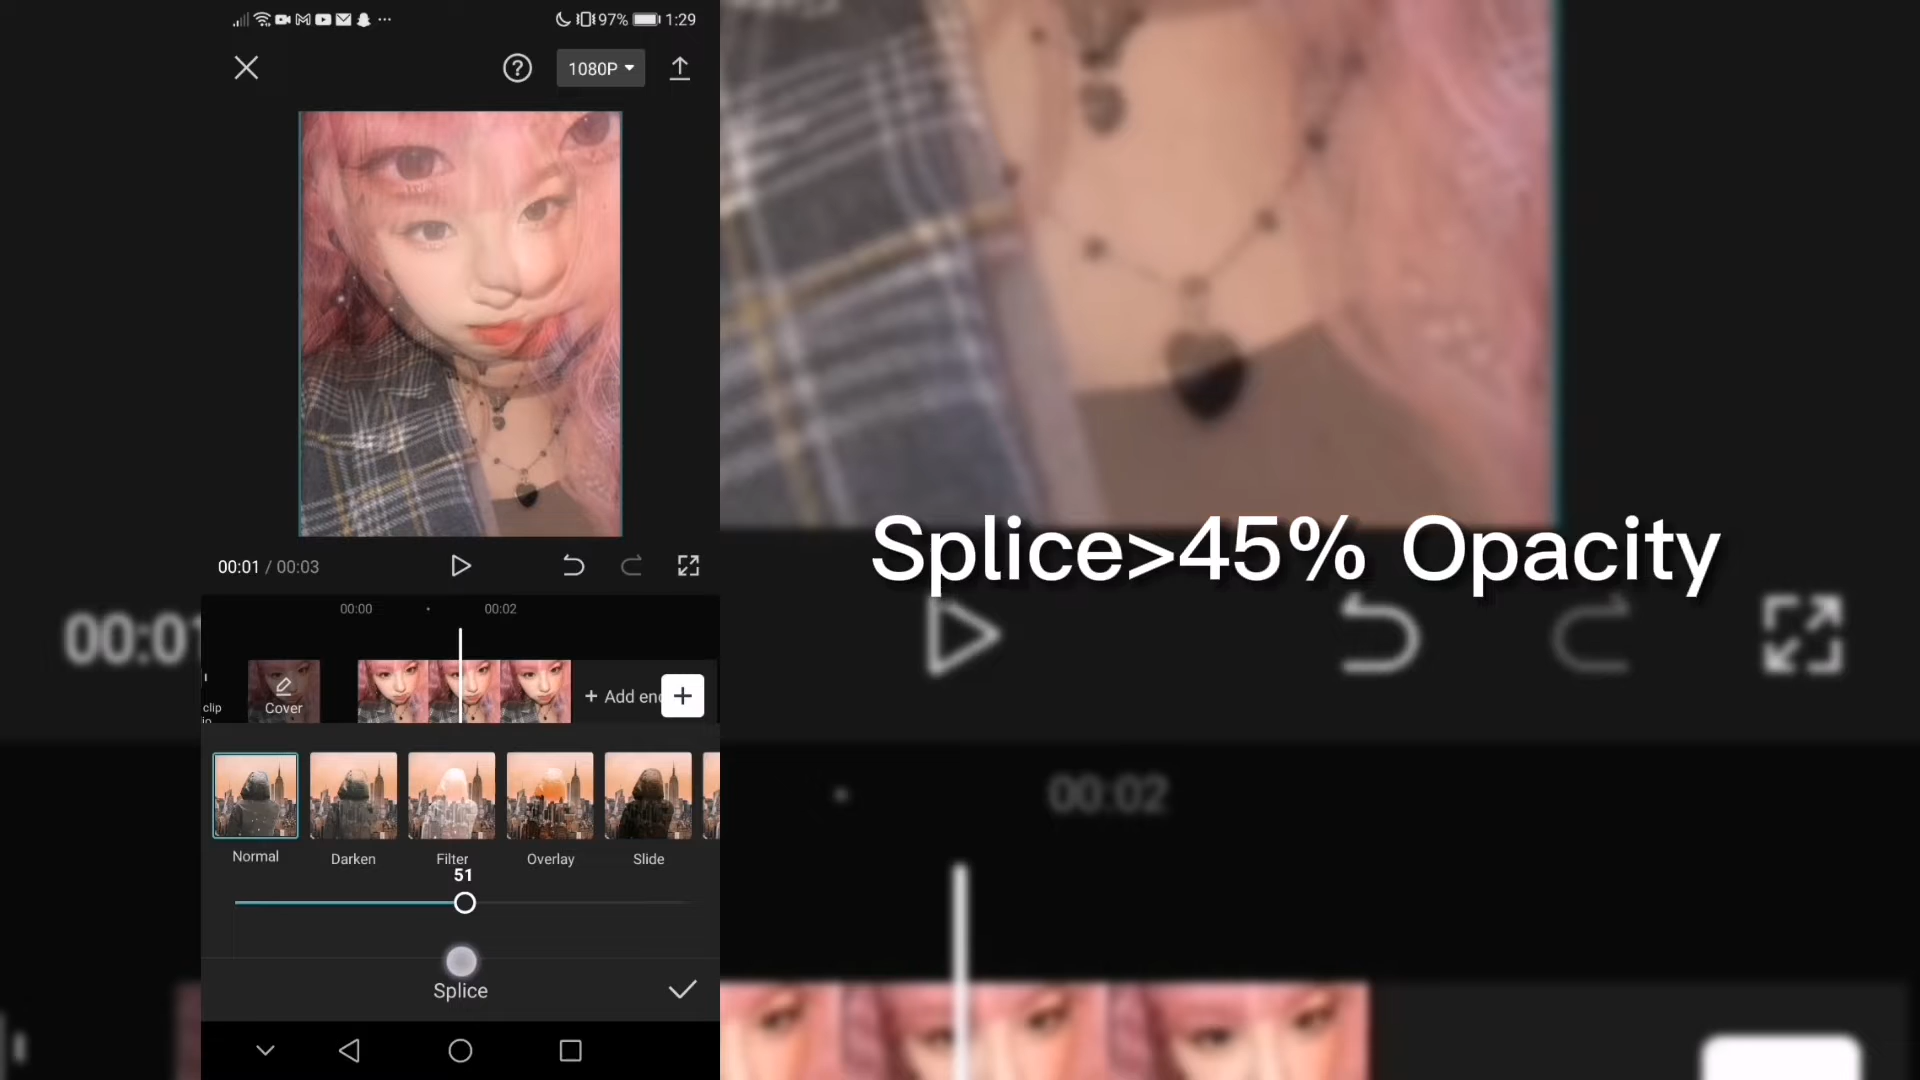 97% 1:29
1080P
00:01 / 00:03
00:00
00:02
clip
Cover
+ Add en
Normal
Darken
Filter
Overlay
Slide
51
Splice
Splice>45% Opacity
00:01
00:02